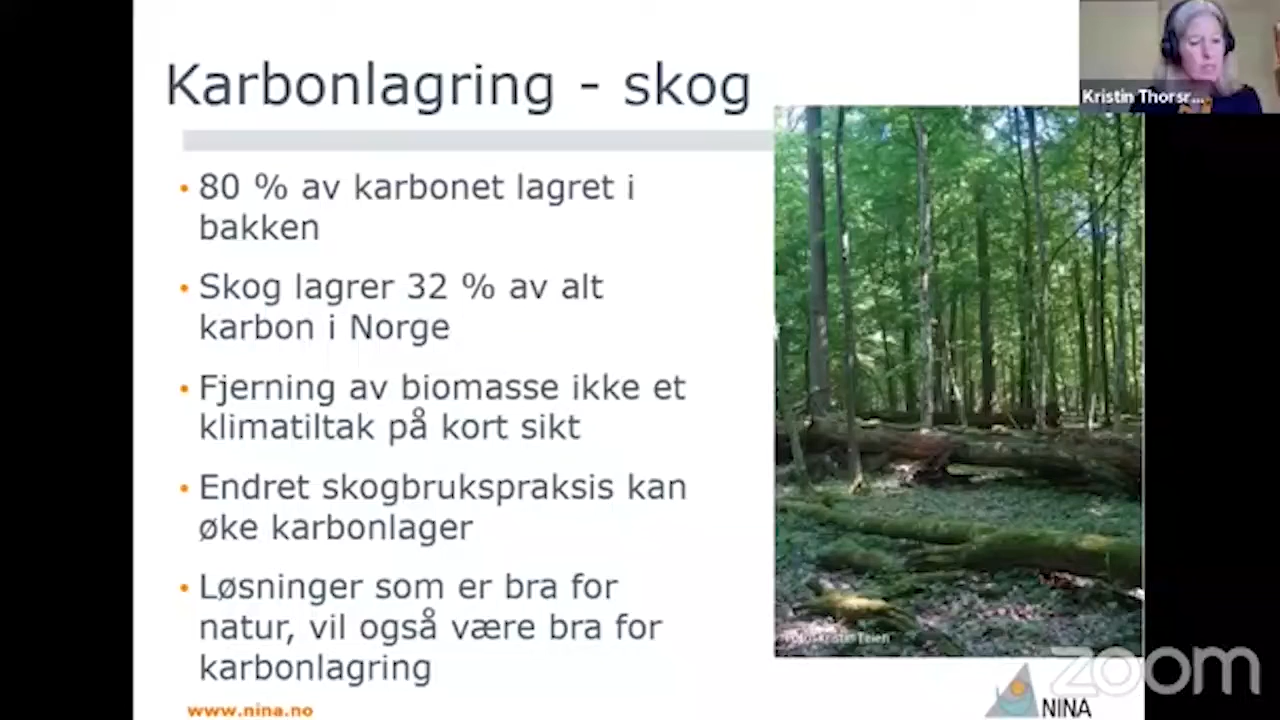 Karbonlagring - skog
Kristin Thorsr...
• 80 % av karbonet lagret i
bakken
• Skog lagrer 32 % av alt
karbon i Norge
• Fjerning av biomasse ikke et
klimatiltak på kort sikt
• Endret skogbrukspraksis kan
øke karbonlager
• Løsninger som er bra for
natur, vil også være bra for
karbonlagring
Kristin Teien
www.nina.no
NINA
zoom